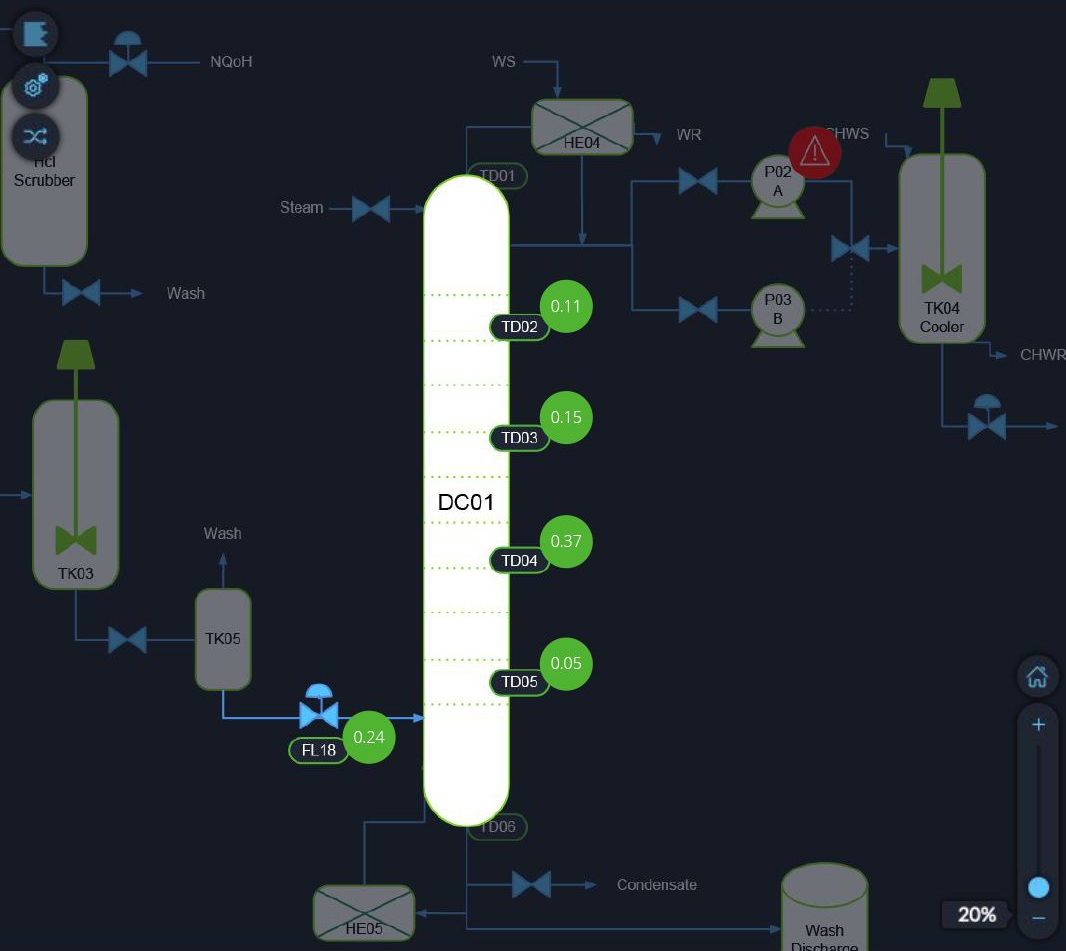 NQoH
WS
HE04
WR
CHWS
P02
A
TD01
Hcl
Scrubber
Steam
Wash
0.11
TD02
P03
B
TK04
Cooler
CHWR
0.15
TD03
DC01
Wash
0.37
TD04
TK03
TK05
0.05
TD05
0.24
FL18
TD06
Condensate
HE05
20%
Wash
Discharge